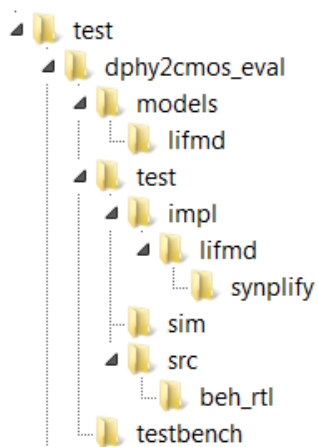 test
dphy2cmos_eval
models
lifmd
test
impl
lifmd
synplify
sim
src
beh_rtl
testbench